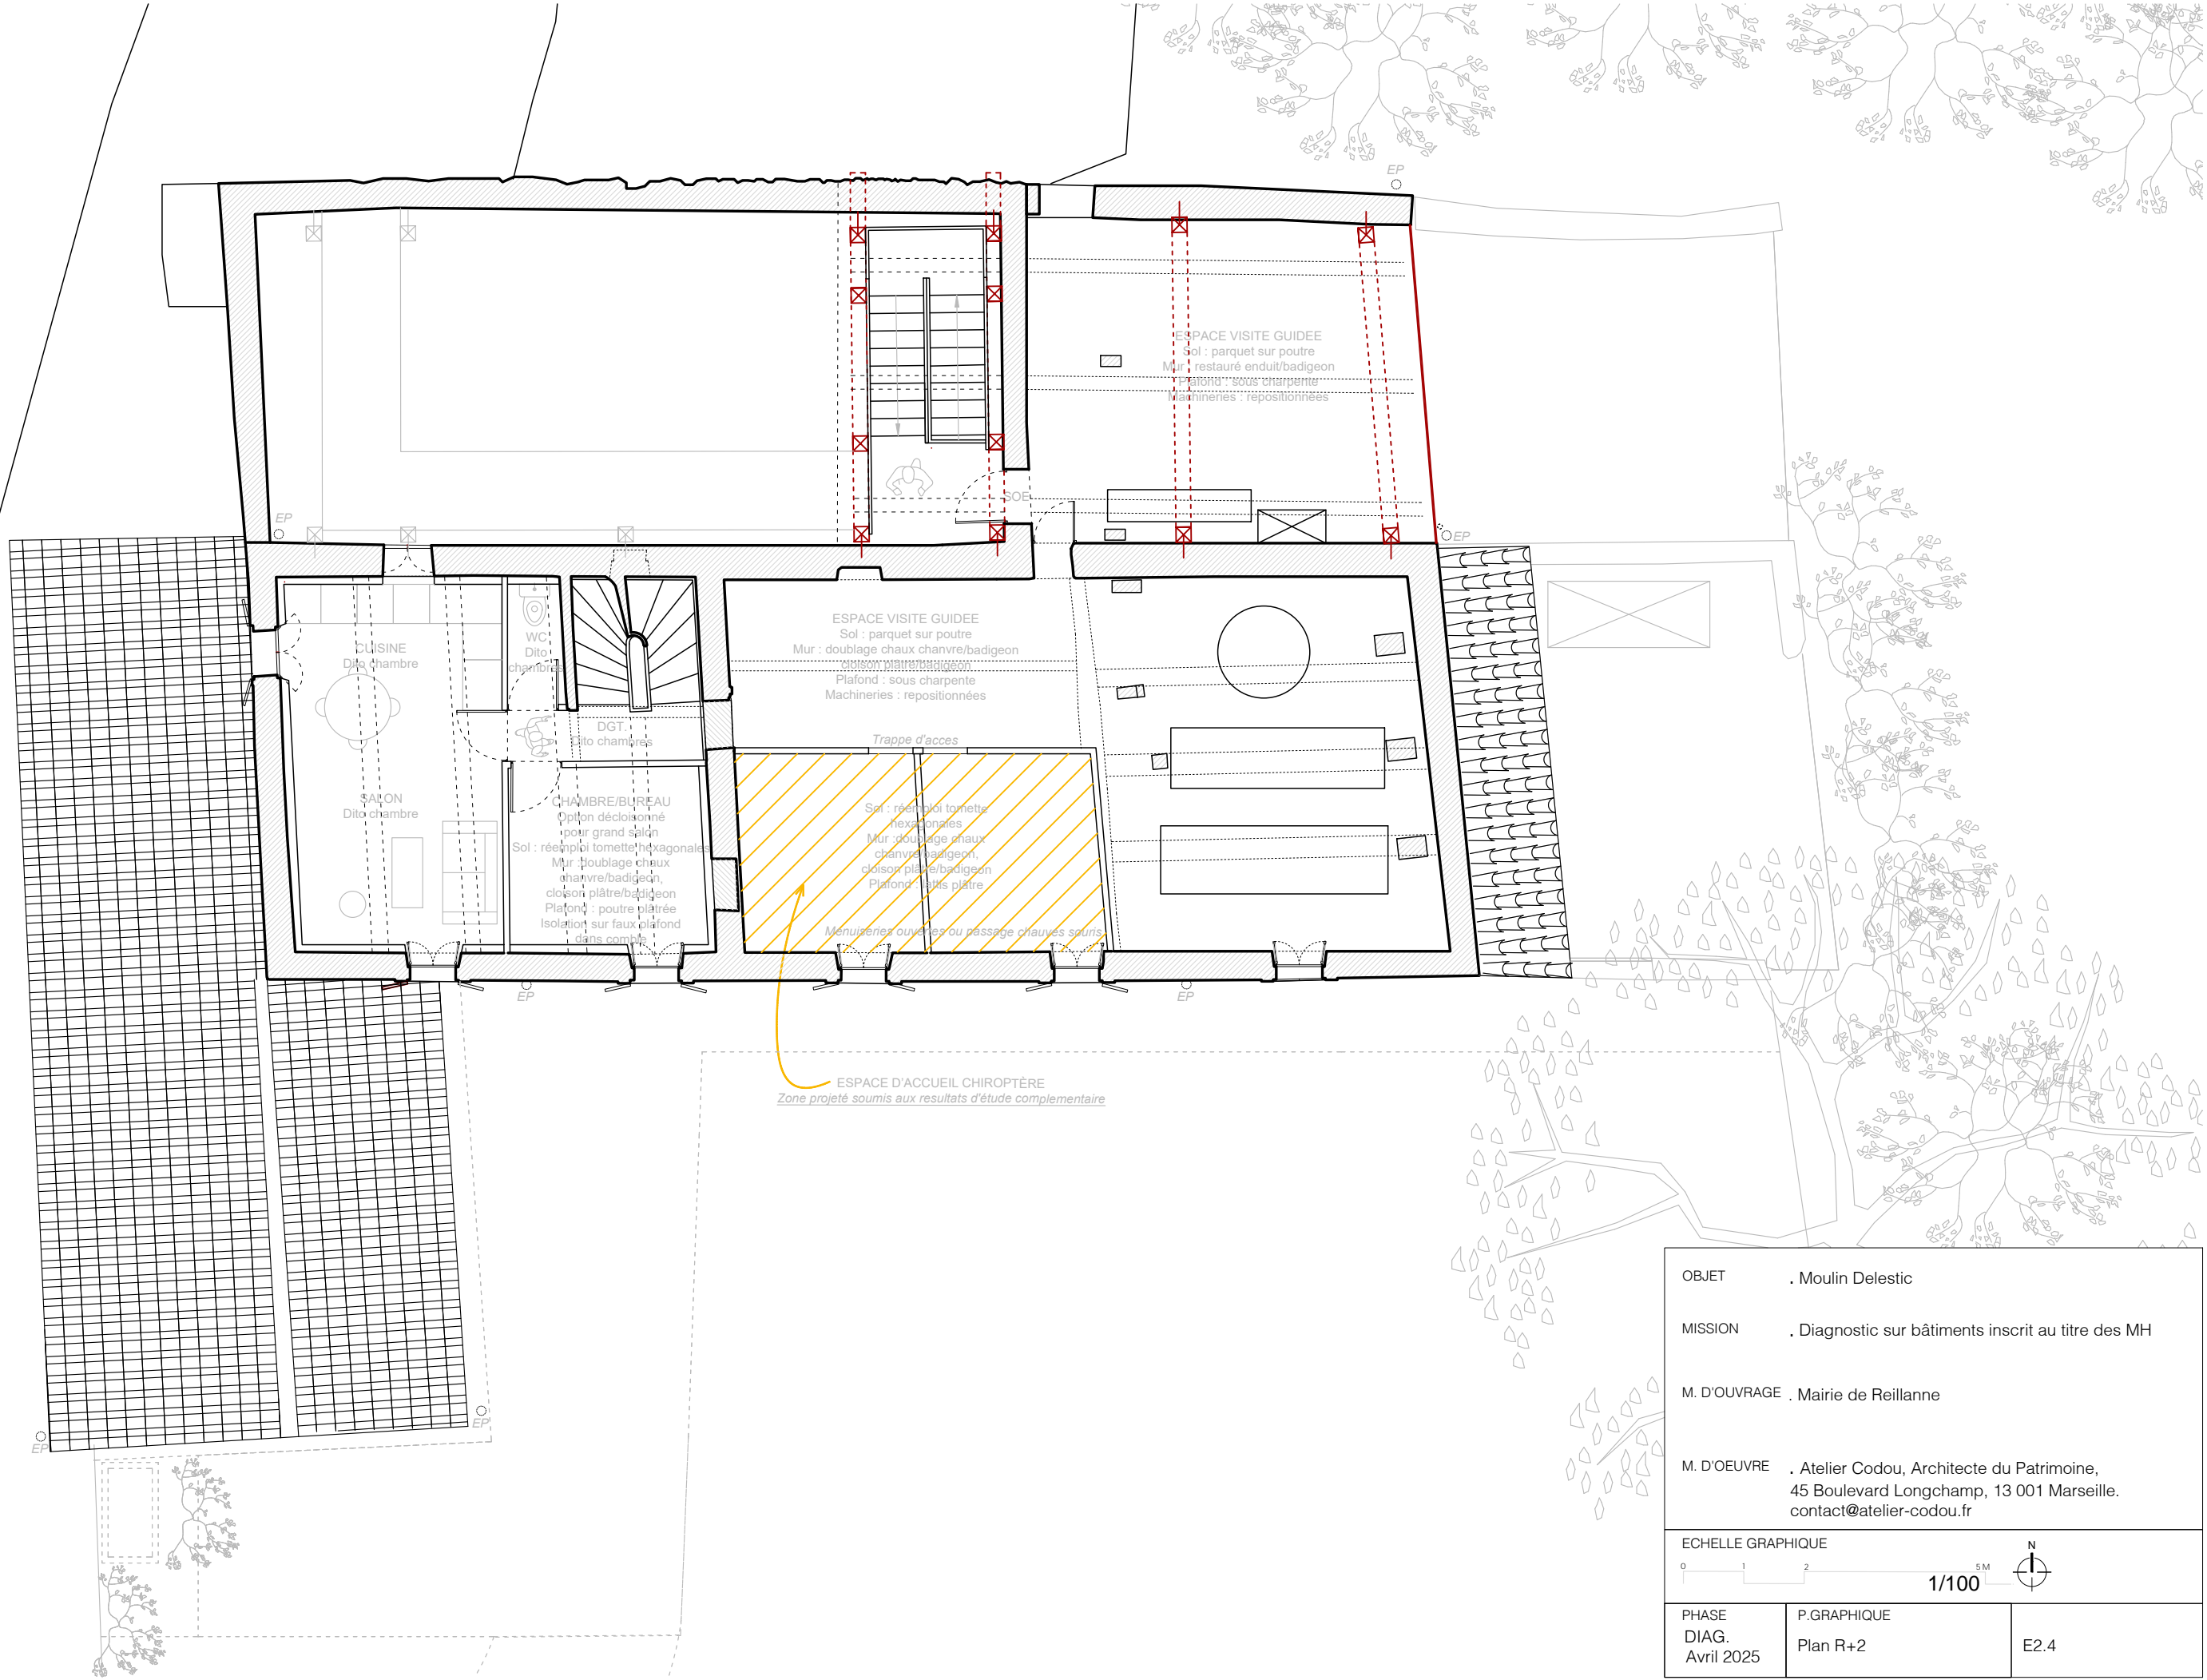 EP
ESPACE VISITE GUIDEE
Sol : parquet sur poutre
Mur : restauré enduit/badigeon
Plafond : sous charpente
Machineries : repositionnées
SOE
EP
EP
ESPACE VISITE GUIDEE
Sol : parquet sur poutre
Mur : doublage chaux chanvre/badigeon
cloison plâtre/badigeon
Plafond : sous charpente
Machineries : repositionnées
CUISINE
Dito chambre
WC
Dito
chambres
DGT.
Dito chambres
Trappe d'acces
SALON
Dito chambre
CHAMBRE/BUREAU
Option décloisonné
pour grand salon
Sol : réemploi tomette hexagonales
Mur :doublage chaux
chanvre/badigeon,
cloison plâtre/badigeon
Plafond : poutre plâtrée
Isolation sur faux plafond
dans comble
Sol : réemploi tomette
hexagonales
Mur :doublage chaux
chanvre/badigeon,
cloison plâtre/badigeon
Plafond : lattis plâtre
Menuiseries ouvertes ou passage chauves souris
EP
EP
ESPACE D'ACCUEIL CHIROPTÈRE
Zone projeté soumis aux resultats d'étude complementaire
EP
EP
OBJET . Moulin Delestic
MISSION . Diagnostic sur bâtiments inscrit au titre des MH
M. D'OUVRAGE . Mairie de Reillanne
M. D'OEUVRE . Atelier Codou, Architecte du Patrimoine,
45 Boulevard Longchamp, 13 001 Marseille.
contact@atelier-codou.fr
ECHELLE GRAPHIQUE
0 1 2 5 M
1/100
N
PHASE
DIAG.
Avril 2025
P.GRAPHIQUE
Plan R+2
E2.4